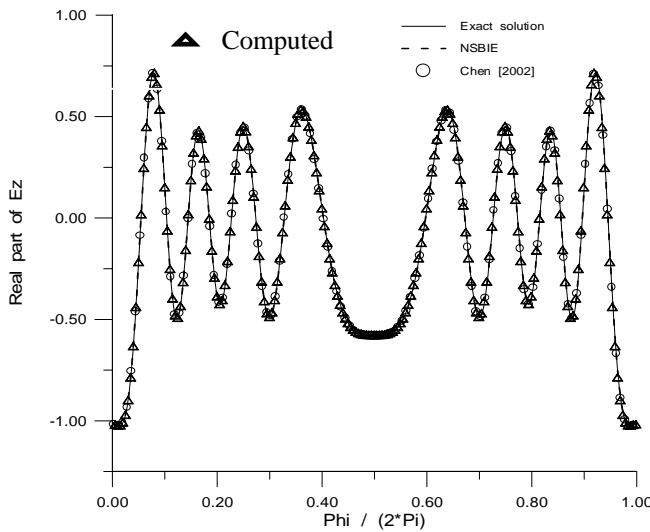 Computed
Exact solution
NSBIE
Chen [2002]
1.00
0.50
0.00
-0.50
-1.00
Real part of Ez
0.00 0.20 0.40 0.60 0.80 1.00
Phi / (2*Pi)